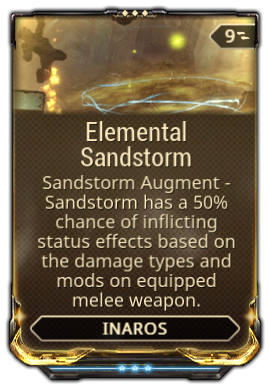 9
Elemental
Sandstorm
Sandstorm Augment -
Sandstorm has a 50%
chance of inflicting
status effects based on
the damage types and
mods on equipped
melee weapon.
INAROS